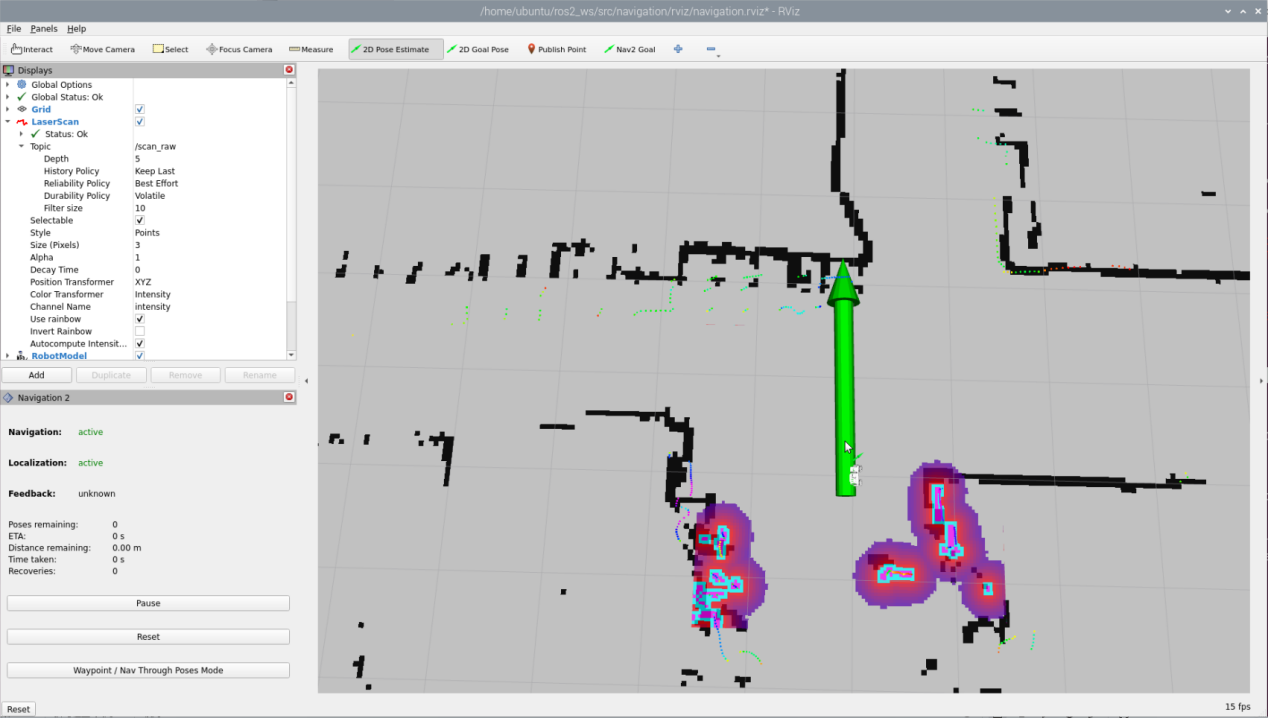 /home/ubuntu/ros2_ws/src/navigation/rviz/navigation.rviz* - RViz
File Panels Help
Interact Move Camera Select Focus Camera Measure 2D Pose Estimate 2D Goal Pose Publish Point Nav2 Goal
Displays
Global Options
Global Status: Ok
Grid
LaserScan
Status: Ok
Topic /scan_raw
Depth 5
History Policy Keep Last
Reliability Policy Best Effort
Durability Policy Volatile
Filter size 10
Selectable
Style Points
Size (Pixels) 3
Alpha 1
Decay Time 0
Position Transformer XYZ
Color Transformer Intensity
Channel Name intensity
Use rainbow
Invert Rainbow
Autocompute Intensit...
RobotModel
Add Duplicate Remove Rename
Navigation 2
Navigation: active
Localization: active
Feedback: unknown
Poses remaining: 0
ETA: 0 s
Distance remaining: 0.00 m
Time taken: 0 s
Recoveries: 0
Pause
Reset
Waypoint / Nav Through Poses Mode
Reset
15 fps